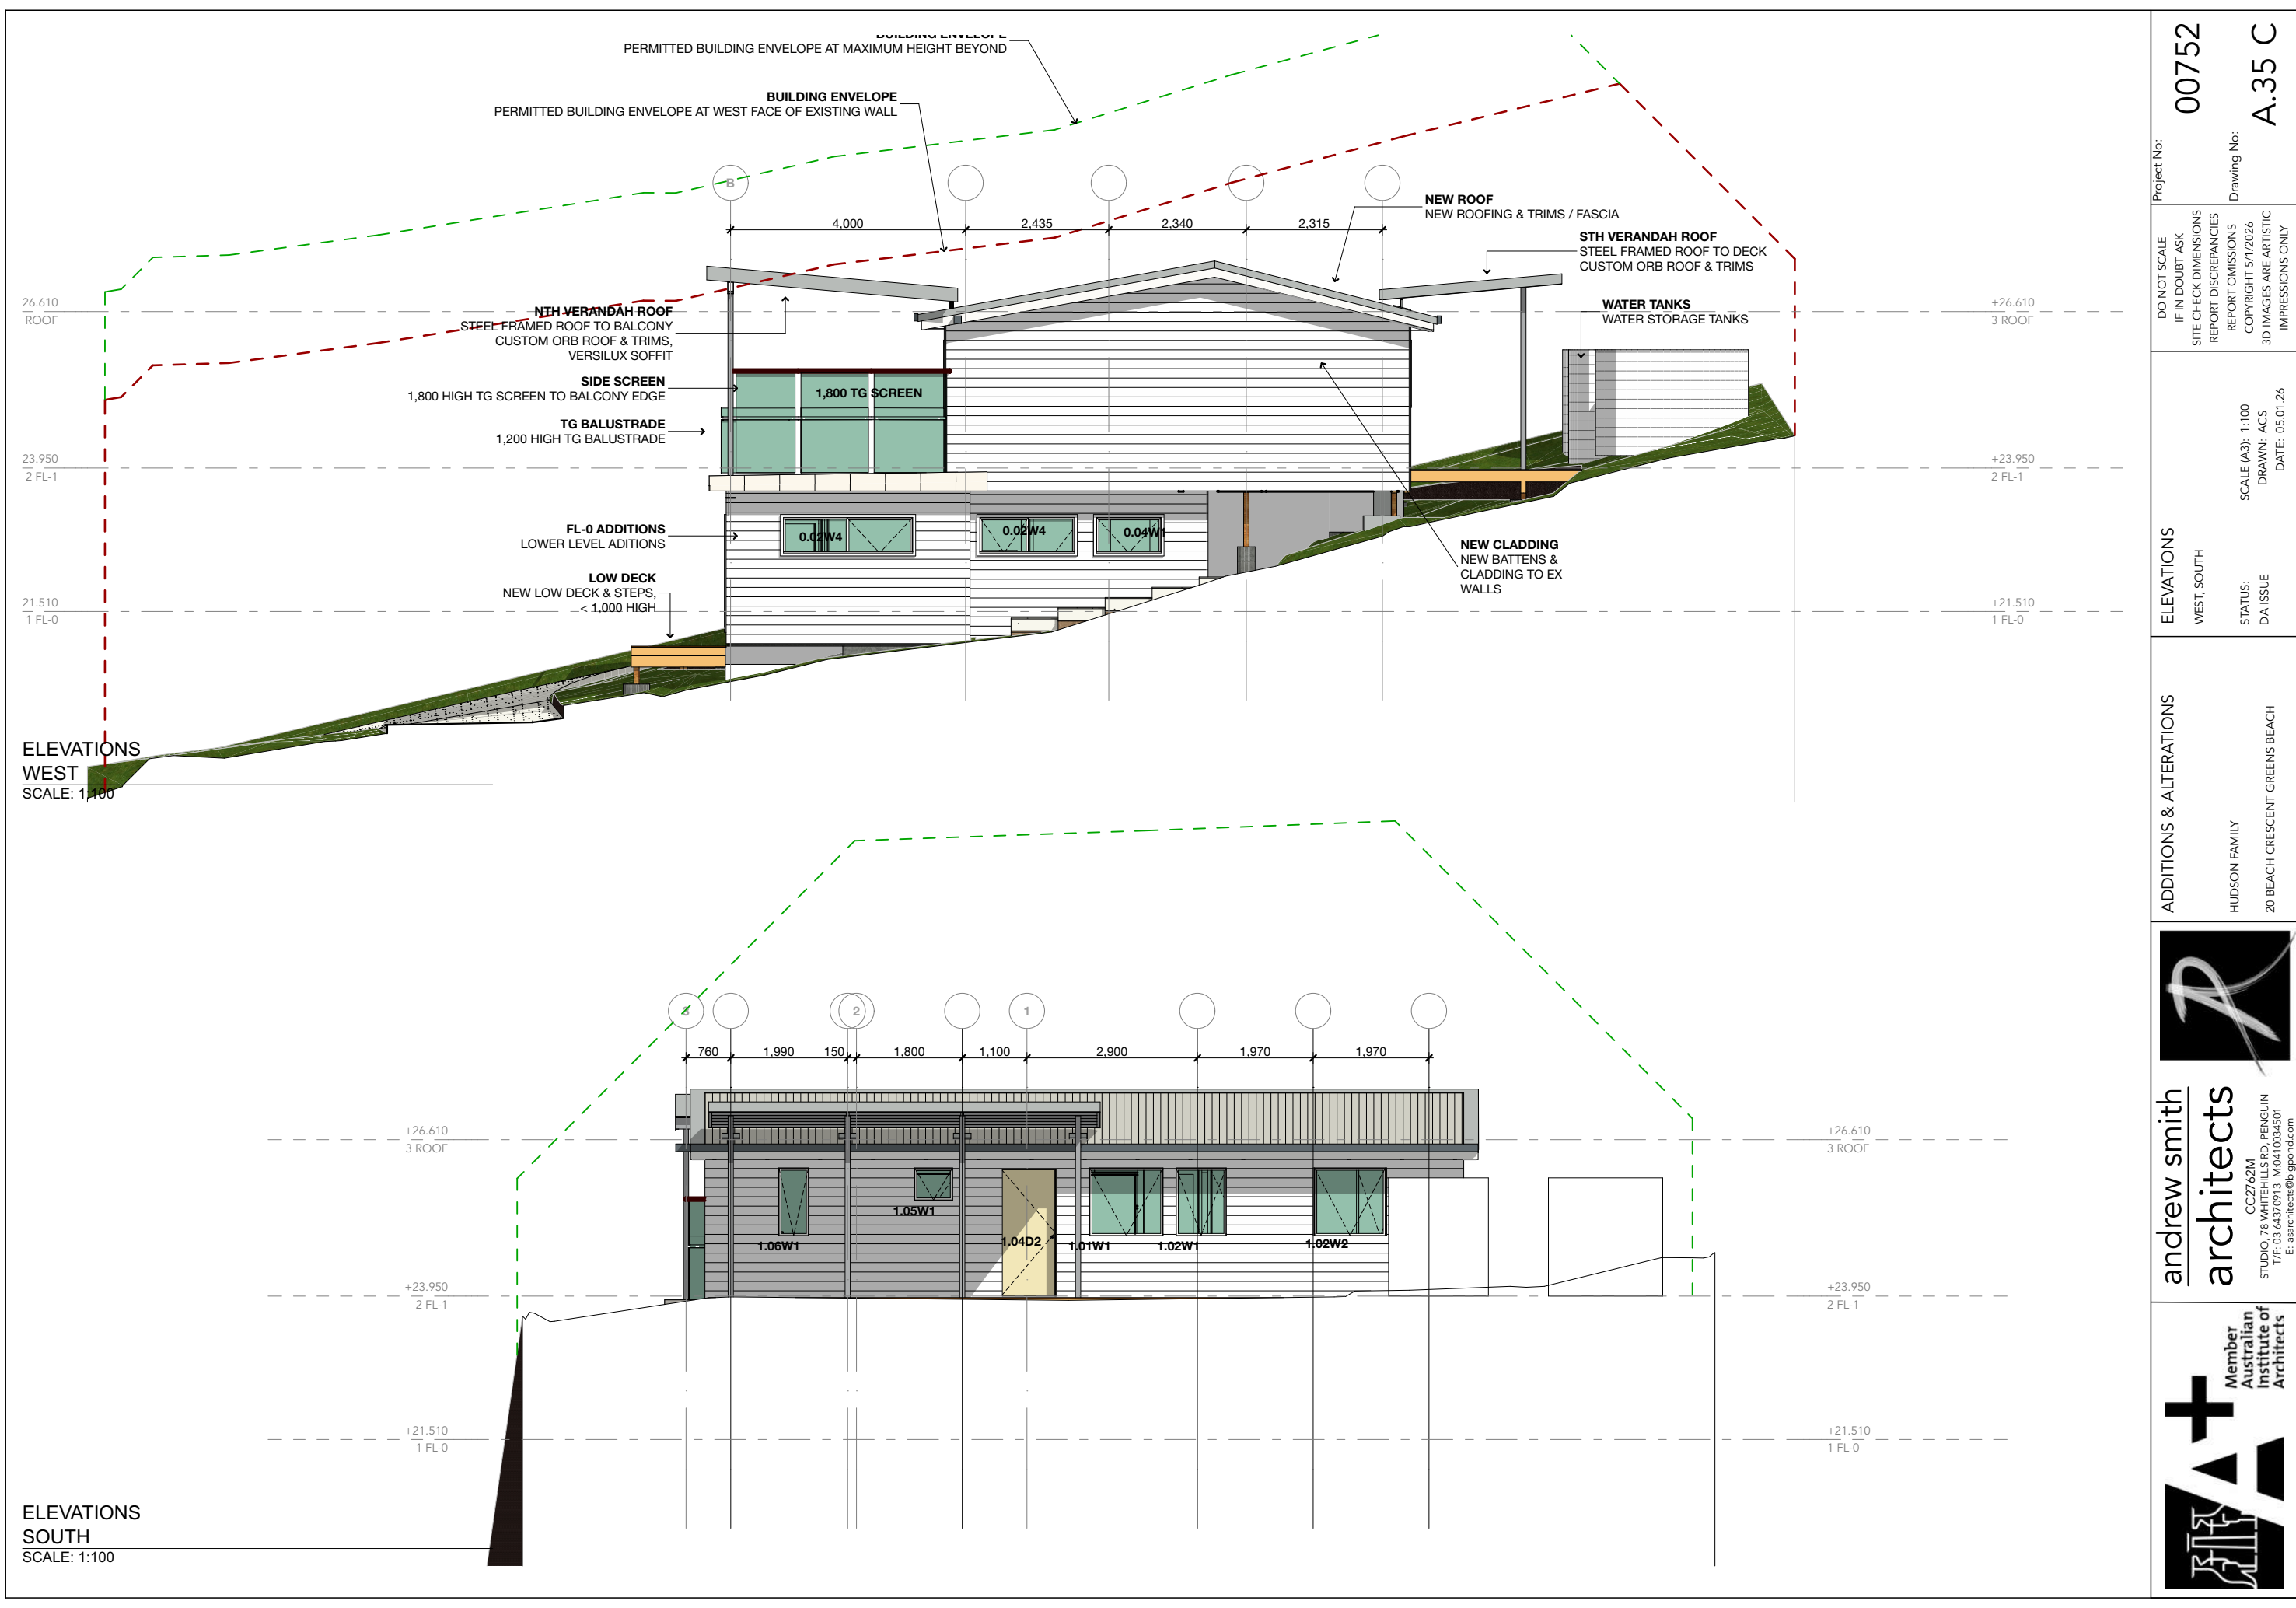 BUILDING ENVELOPE
PERMITTED BUILDING ENVELOPE AT MAXIMUM HEIGHT BEYOND
BUILDING ENVELOPE
PERMITTED BUILDING ENVELOPE AT WEST FACE OF EXISTING WALL
B
4,000
2,435
2,340
2,315
NEW ROOF
NEW ROOFING & TRIMS / FASCIA
STH VERANDAH ROOF
STEEL FRAMED ROOF TO DECK
CUSTOM ORB ROOF & TRIMS
WATER TANKS
WATER STORAGE TANKS
26.610
ROOF
+26.610
3 ROOF
NTH VERANDAH ROOF
STEEL FRAMED ROOF TO BALCONY
CUSTOM ORB ROOF & TRIMS,
VERSILUX SOFFIT
SIDE SCREEN
1,800 HIGH TG SCREEN TO BALCONY EDGE
1,800 TG SCREEN
TG BALUSTRADE
1,200 HIGH TG BALUSTRADE
23.950
2 FL-1
+23.950
2 FL-1
FL-0 ADDITIONS
LOWER LEVEL ADITIONS
0.02W4
0.02W4
0.04W1
NEW CLADDING
NEW BATTENS &
CLADDING TO EX
WALLS
LOW DECK
NEW LOW DECK & STEPS,
< 1,000 HIGH
21.510
1 FL-0
+21.510
1 FL-0
ELEVATIONS
WEST
SCALE: 1:100
3
2
1
760
1,990
150
1,800
1,100
2,900
1,970
1,970
+26.610
3 ROOF
+26.610
3 ROOF
1.06W1
1.05W1
1.04D2
1.01W1
1.02W1
1.02W2
+23.950
2 FL-1
+23.950
2 FL-1
+21.510
1 FL-0
+21.510
1 FL-0
ELEVATIONS
SOUTH
SCALE: 1:100
Project No:
00752
Drawing No:
A.35 C
DO NOT SCALE
IF IN DOUBT ASK
SITE CHECK DIMENSIONS
REPORT DISCREPANCIES
REPORT OMISSIONS
COPYRIGHT 5/1/2026
3D IMAGES ARE ARTISTIC
IMPRESSIONS ONLY
ELEVATIONS
WEST, SOUTH
STATUS:
DA ISSUE
SCALE (A3): 1:100
DRAWN: ACS
DATE: 05.01.26
ADDITIONS & ALTERATIONS
HUDSON FAMILY
20 BEACH CRESCENT GREENS BEACH
andrew smith
architects
CC2762M
STUDIO, 78 WHITEHILLS RD, PENGUIN
T/F: 03 64370913 M:0410034501
E: asarchitects@bigpond.com
A+
Member
Australian
Institute of
Architects